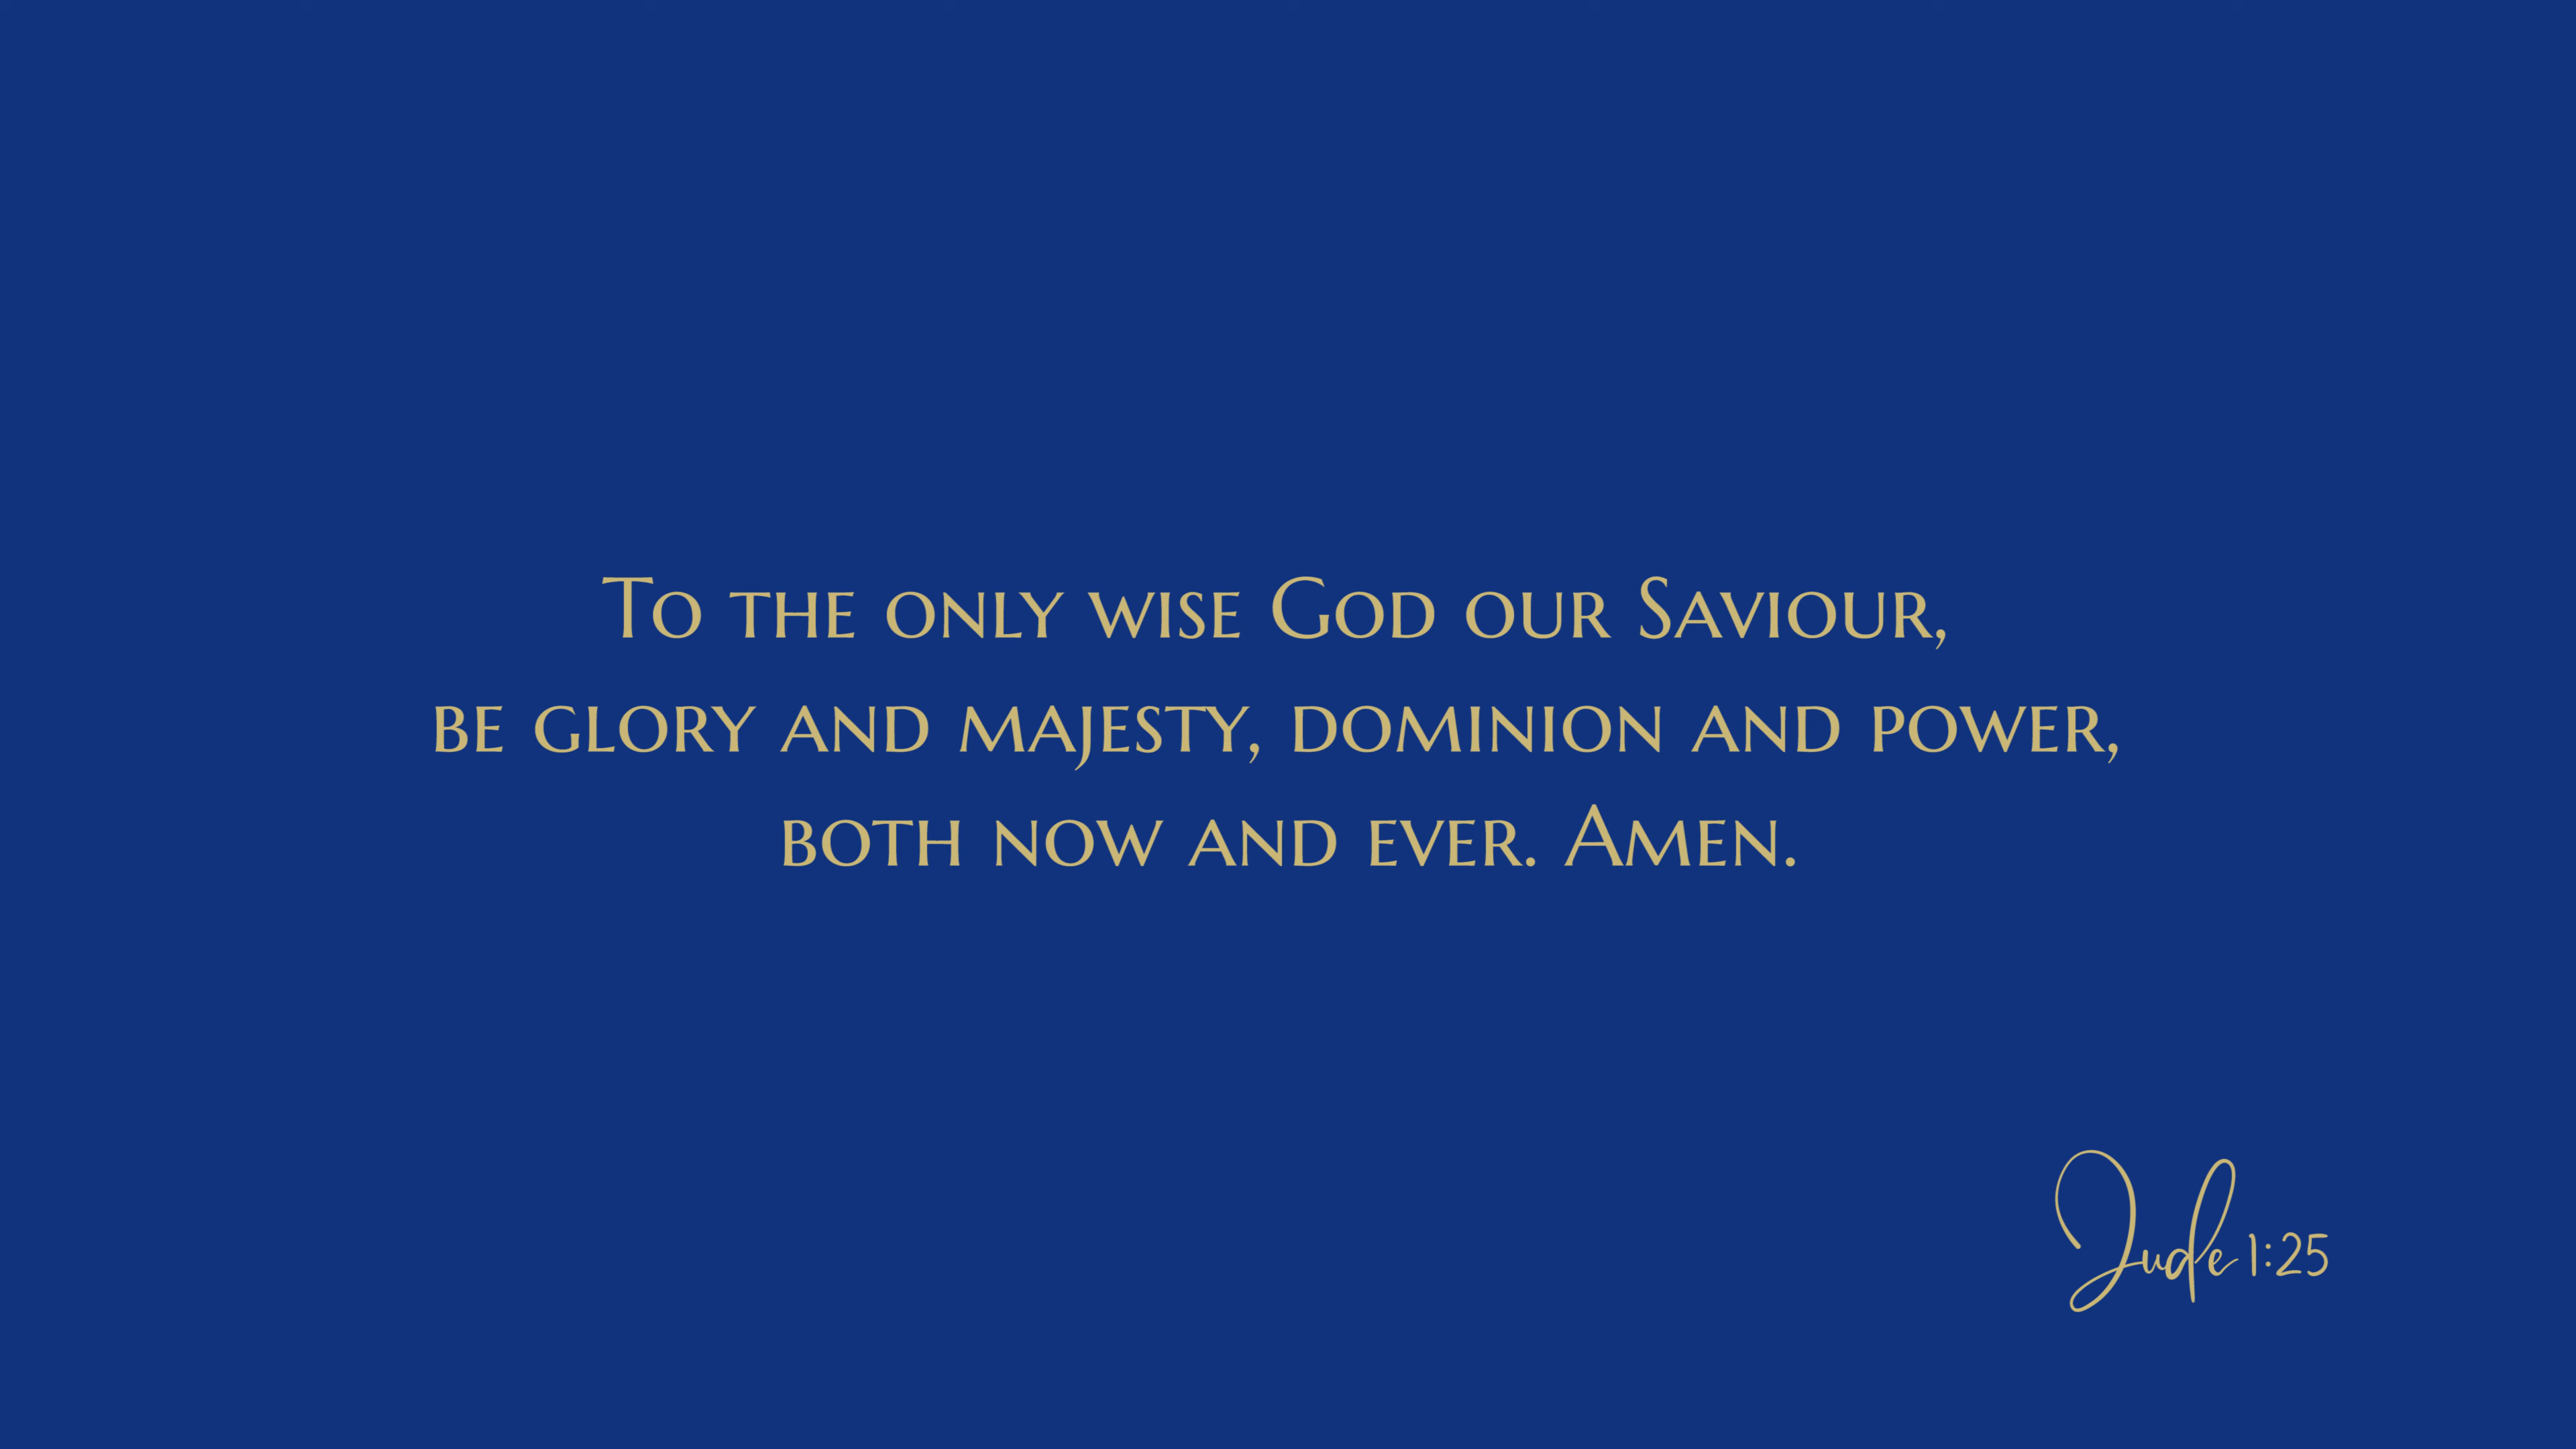 To the only wise God our Saviour,
be glory and majesty, dominion and power,
both now and ever. Amen.
Jude 1:25